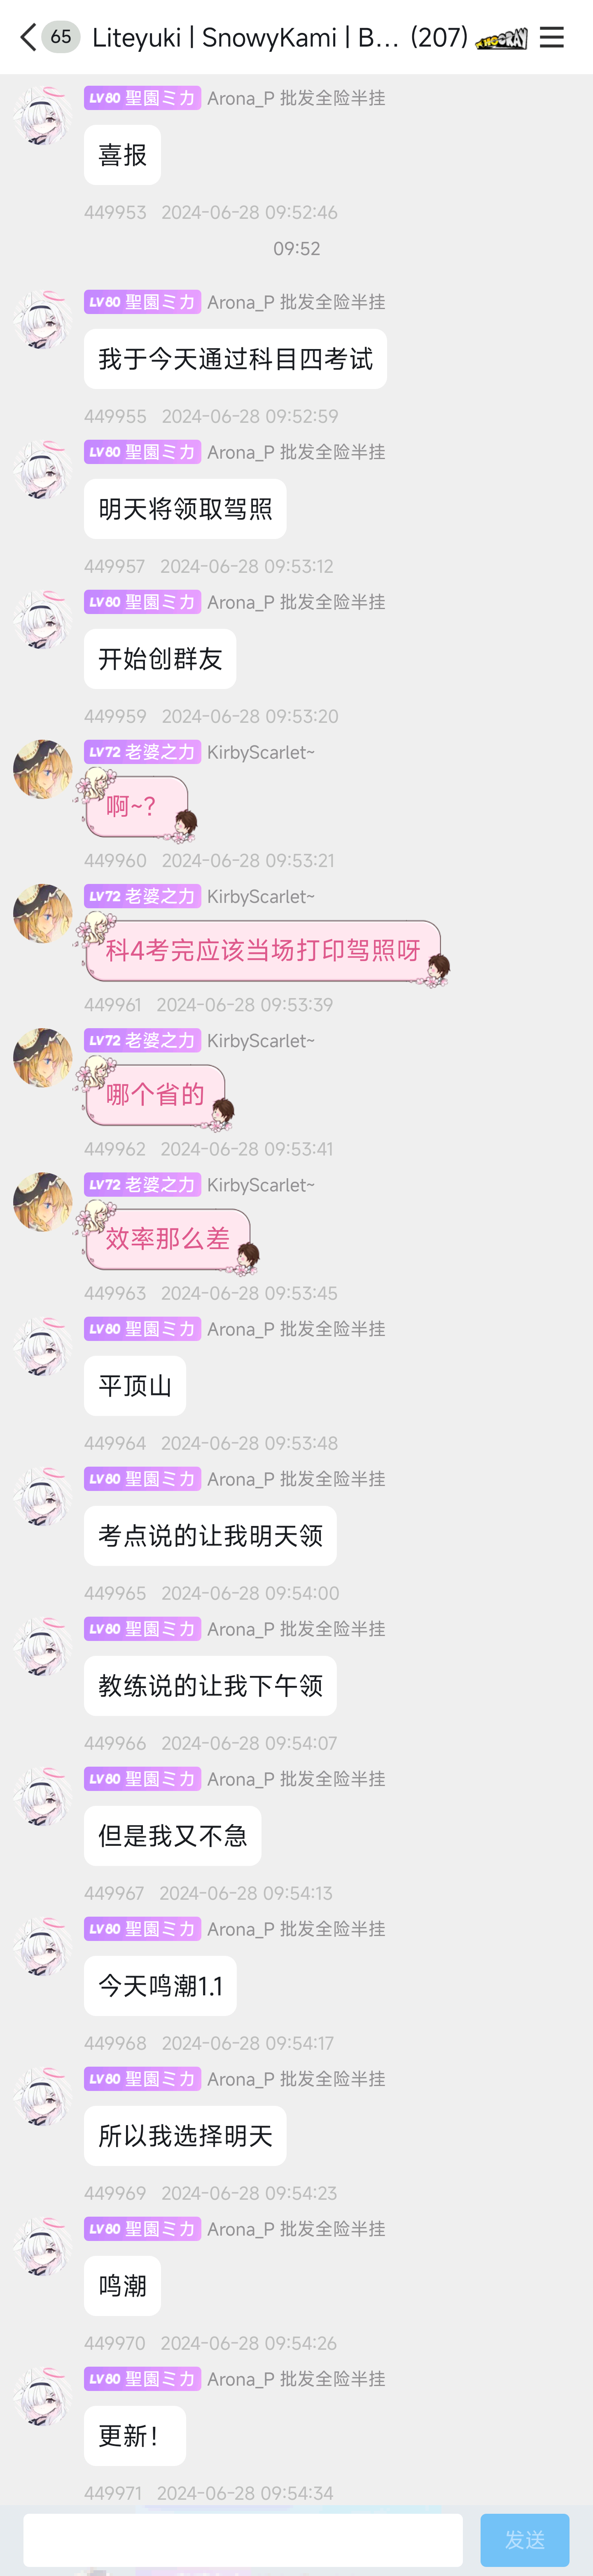 65 Liteyuki | SnowyKami | B... (207) HOORAY
LV80 聖園ミカ Arona_P 批发全险半挂
喜报
449953 2024-06-28 09:52:46
09:52
LV80 聖園ミカ Arona_P 批发全险半挂
我于今天通过科目四考试
449955 2024-06-28 09:52:59
LV80 聖園ミカ Arona_P 批发全险半挂
明天将领取驾照
449957 2024-06-28 09:53:12
LV80 聖園ミカ Arona_P 批发全险半挂
开始创群友
449959 2024-06-28 09:53:20
LV72 老婆之力 KirbyScarlet~
啊~?
449960 2024-06-28 09:53:21
LV72 老婆之力 KirbyScarlet~
科4考完应该当场打印驾照呀
449961 2024-06-28 09:53:39
LV72 老婆之力 KirbyScarlet~
哪个省的
449962 2024-06-28 09:53:41
LV72 老婆之力 KirbyScarlet~
效率那么差
449963 2024-06-28 09:53:45
LV80 聖園ミカ Arona_P 批发全险半挂
平顶山
449964 2024-06-28 09:53:48
LV80 聖園ミカ Arona_P 批发全险半挂
考点说的让我明天领
449965 2024-06-28 09:54:00
LV80 聖園ミカ Arona_P 批发全险半挂
教练说的让我下午领
449966 2024-06-28 09:54:07
LV80 聖園ミカ Arona_P 批发全险半挂
但是我又不急
449967 2024-06-28 09:54:13
LV80 聖園ミカ Arona_P 批发全险半挂
今天鸣潮1.1
449968 2024-06-28 09:54:17
LV80 聖園ミカ Arona_P 批发全险半挂
所以我选择明天
449969 2024-06-28 09:54:23
LV80 聖園ミカ Arona_P 批发全险半挂
鸣潮
449970 2024-06-28 09:54:26
LV80 聖園ミカ Arona_P 批发全险半挂
更新！
449971 2024-06-28 09:54:34
发送